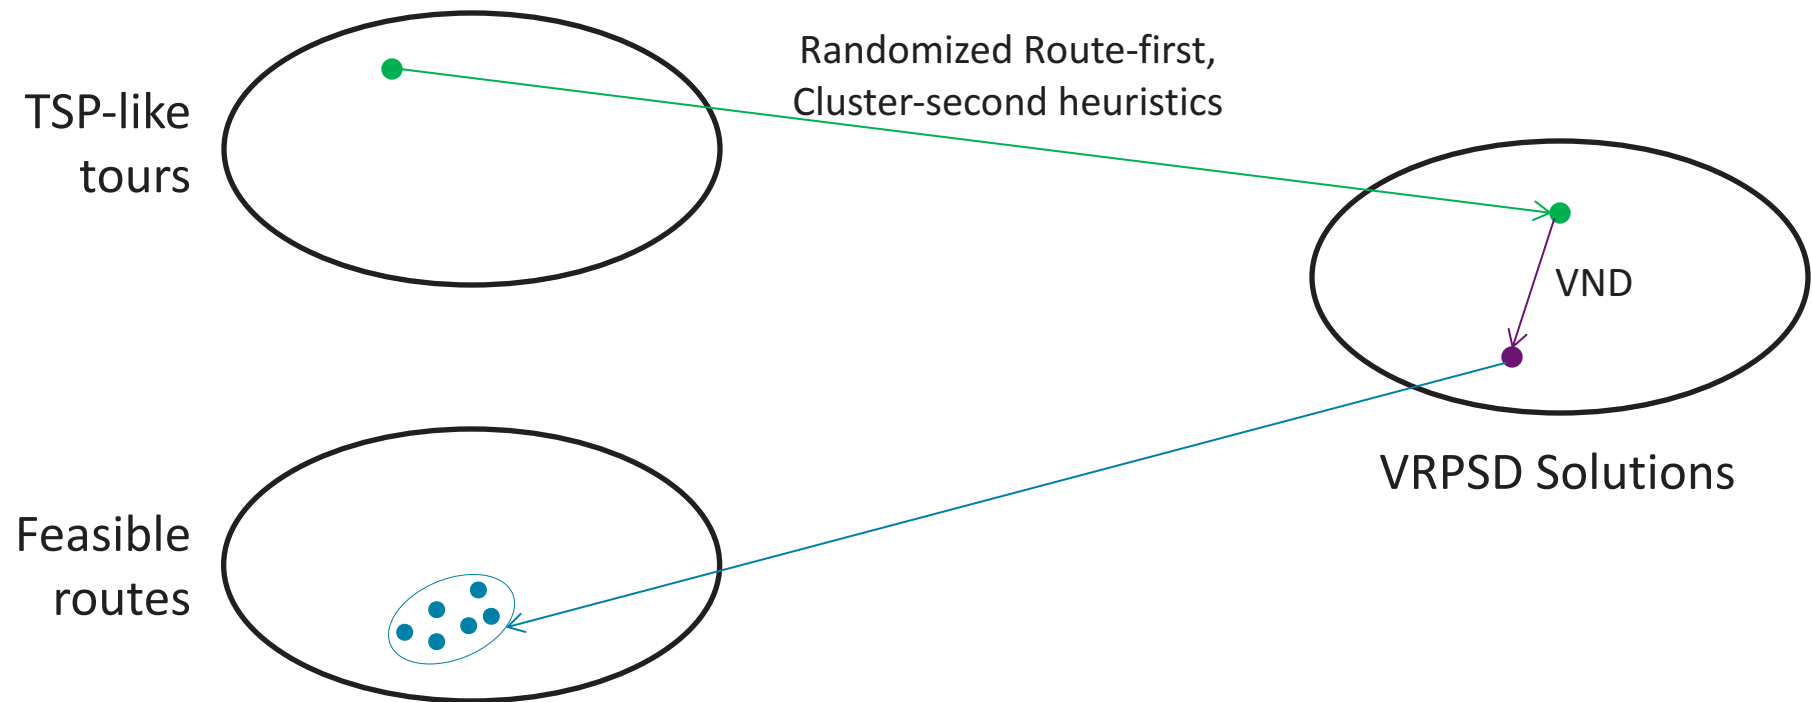 TSP-like
tours
Randomized Route-first,
Cluster-second heuristics
VND
VRPSD Solutions
Feasible
routes